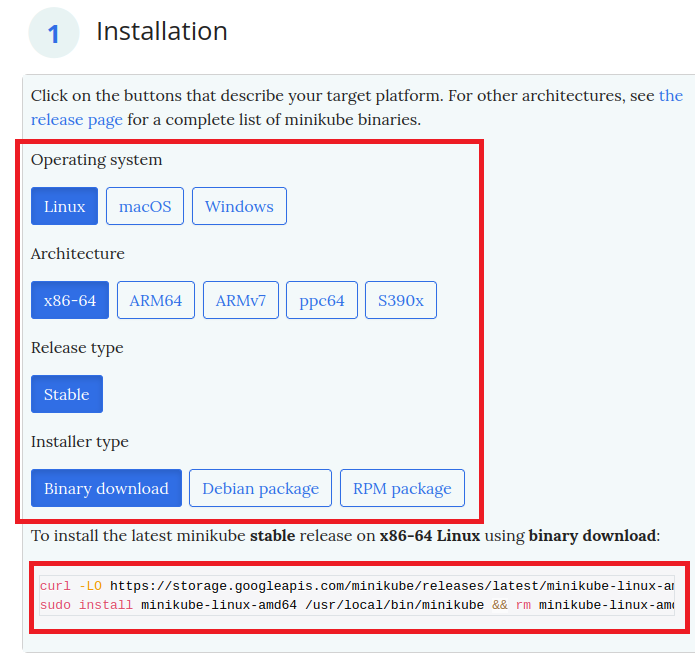 1 Installation
Click on the buttons that describe your target platform. For other architectures, see the
release page for a complete list of minikube binaries.
Operating system
Linux macOS Windows
Architecture
x86-64 ARM64 ARMv7 ppc64 S390x
Release type
Stable
Installer type
Binary download Debian package RPM package
To install the latest minikube stable release on x86-64 Linux using binary download:
curl -LO https://storage.googleapis.com/minikube/releases/latest/minikube-linux-a
sudo install minikube-linux-amd64 /usr/local/bin/minikube && rm minikube-linux-am